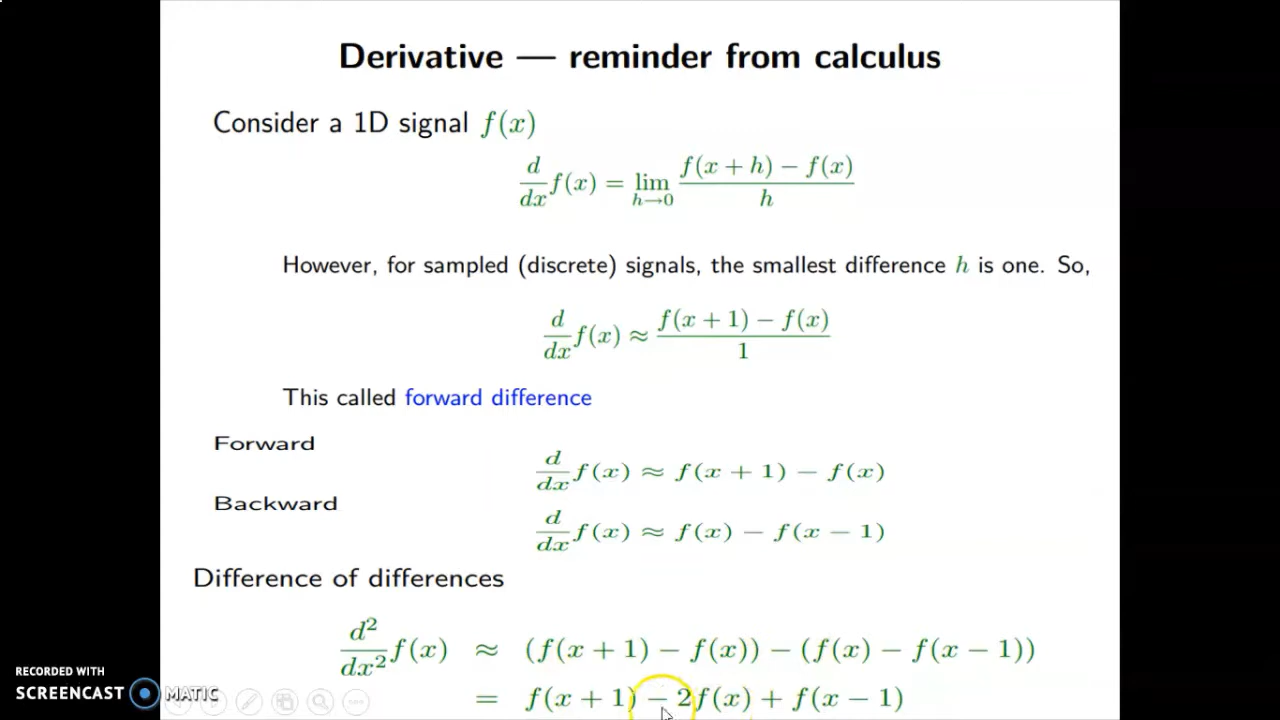 Derivative — reminder from calculus
Consider a 1D signal f(x)
d/dx f(x) = lim_{h→0} (f(x + h) − f(x))/h
However, for sampled (discrete) signals, the smallest difference h is one. So,
d/dx f(x) ≈ (f(x + 1) − f(x))/1
This called forward difference
Forward
d/dx f(x) ≈ f(x + 1) − f(x)
Backward
d/dx f(x) ≈ f(x) − f(x − 1)
Difference of differences
d²/dx² f(x) ≈ (f(x + 1) − f(x)) − (f(x) − f(x − 1))
= f(x + 1) − 2f(x) + f(x − 1)
RECORDED WITH
SCREENCAST MATIC